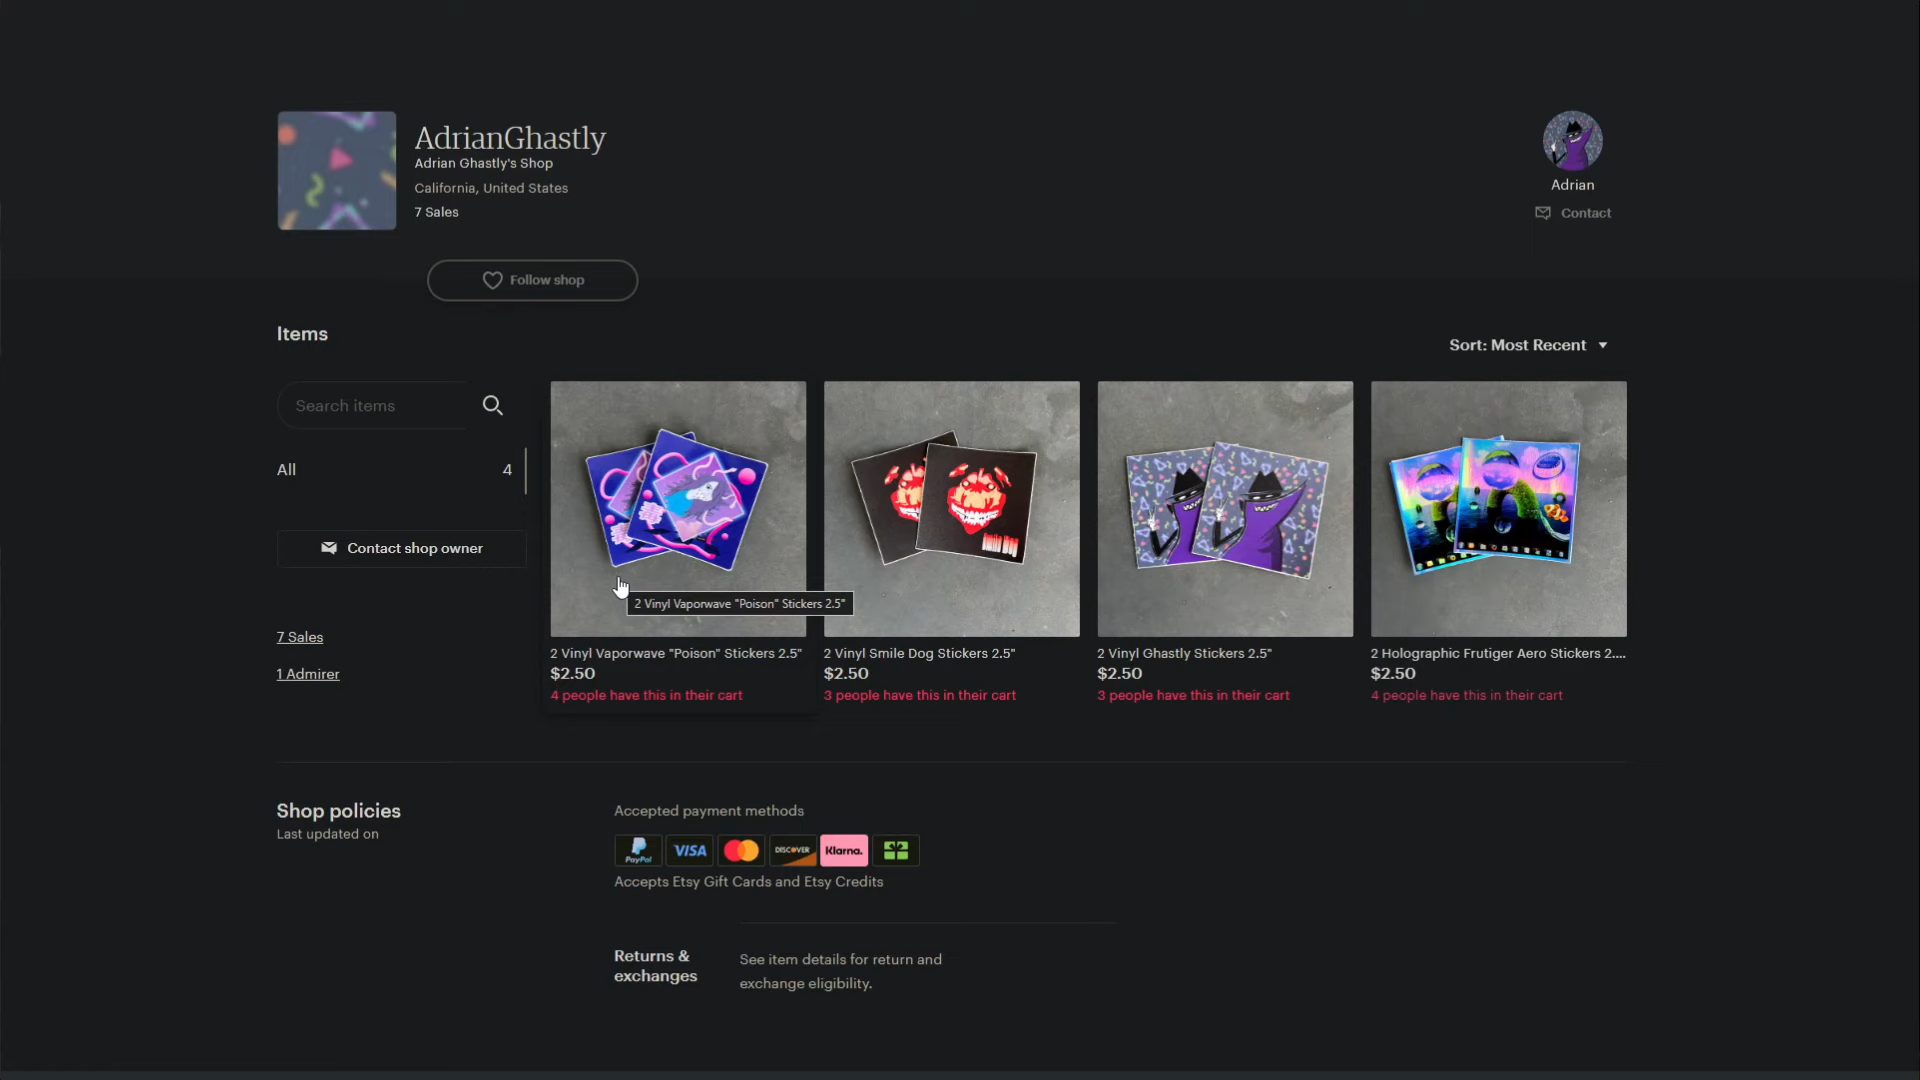 AdrianGhastly
Adrian Ghastly's Shop
California, United States
7 Sales
Adrian
Contact
Follow shop
Items
Sort: Most Recent
Search items
All 4
Contact shop owner
7 Sales
1 Admirer
2 Vinyl Vaporwave "Poison" Stickers 2.5"
2 Vinyl Vaporwave "Poison" Stickers 2.5"
$2.50
4 people have this in their cart
2 Vinyl Smile Dog Stickers 2.5"
$2.50
3 people have this in their cart
2 Vinyl Ghastly Stickers 2.5"
$2.50
3 people have this in their cart
2 Holographic Frutiger Aero Stickers 2....
$2.50
4 people have this in their cart
Shop policies
Last updated on
Accepted payment methods
PayPal VISA DISCOVER Klarna.
Accepts Etsy Gift Cards and Etsy Credits
Returns &
exchanges
See item details for return and
exchange eligibility.